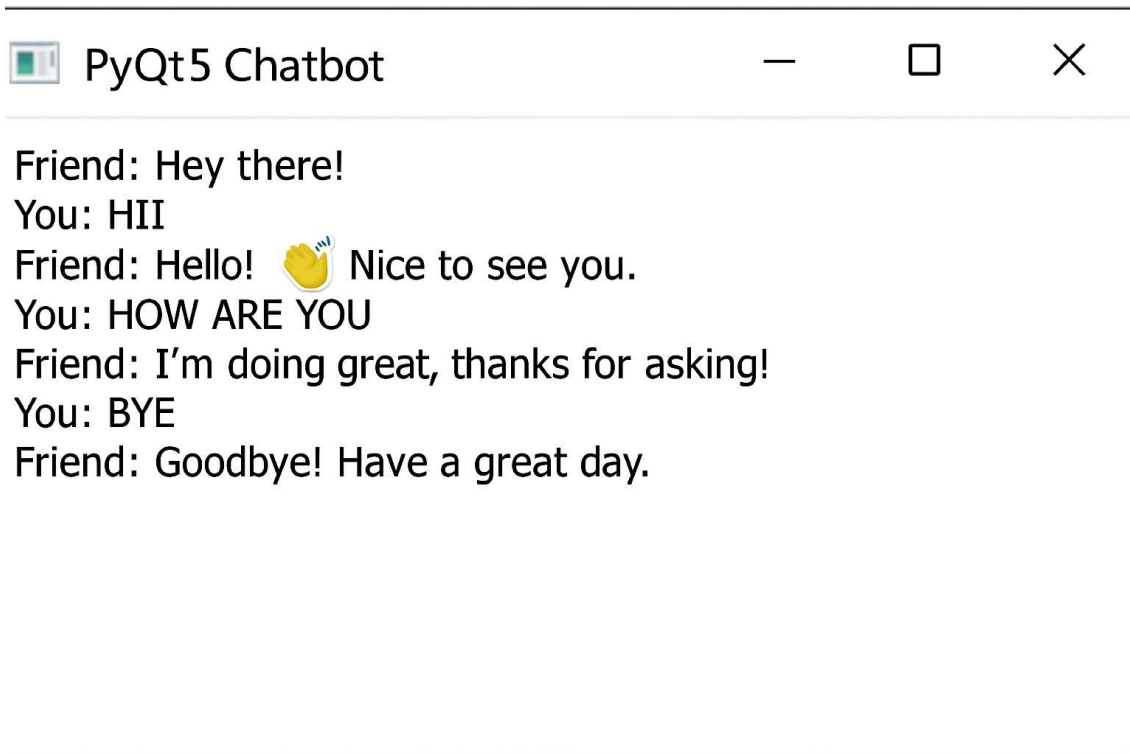 PyQt5 Chatbot
Friend: Hey there!
You: HII
Friend: Hello! 👋 Nice to see you.
You: HOW ARE YOU
Friend: I’m doing great, thanks for asking!
You: BYE
Friend: Goodbye! Have a great day.